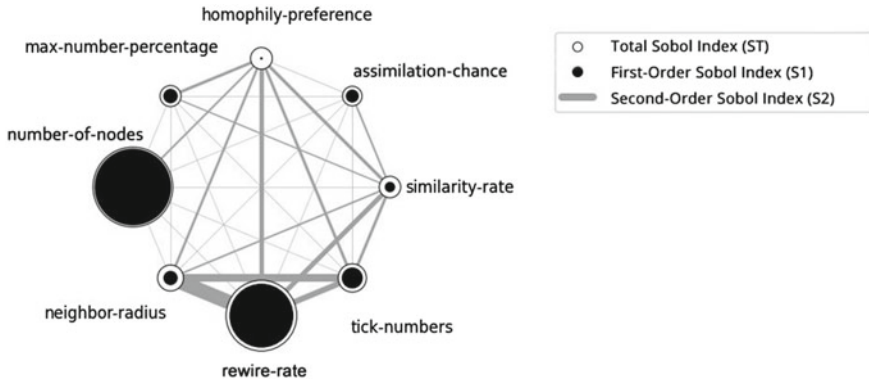 homophily-preference
max-number-percentage
assimilation-chance
number-of-nodes
similarity-rate
neighbor-radius
tick-numbers
rewire-rate
Total Sobol Index (ST)
First-Order Sobol Index (S1)
Second-Order Sobol Index (S2)